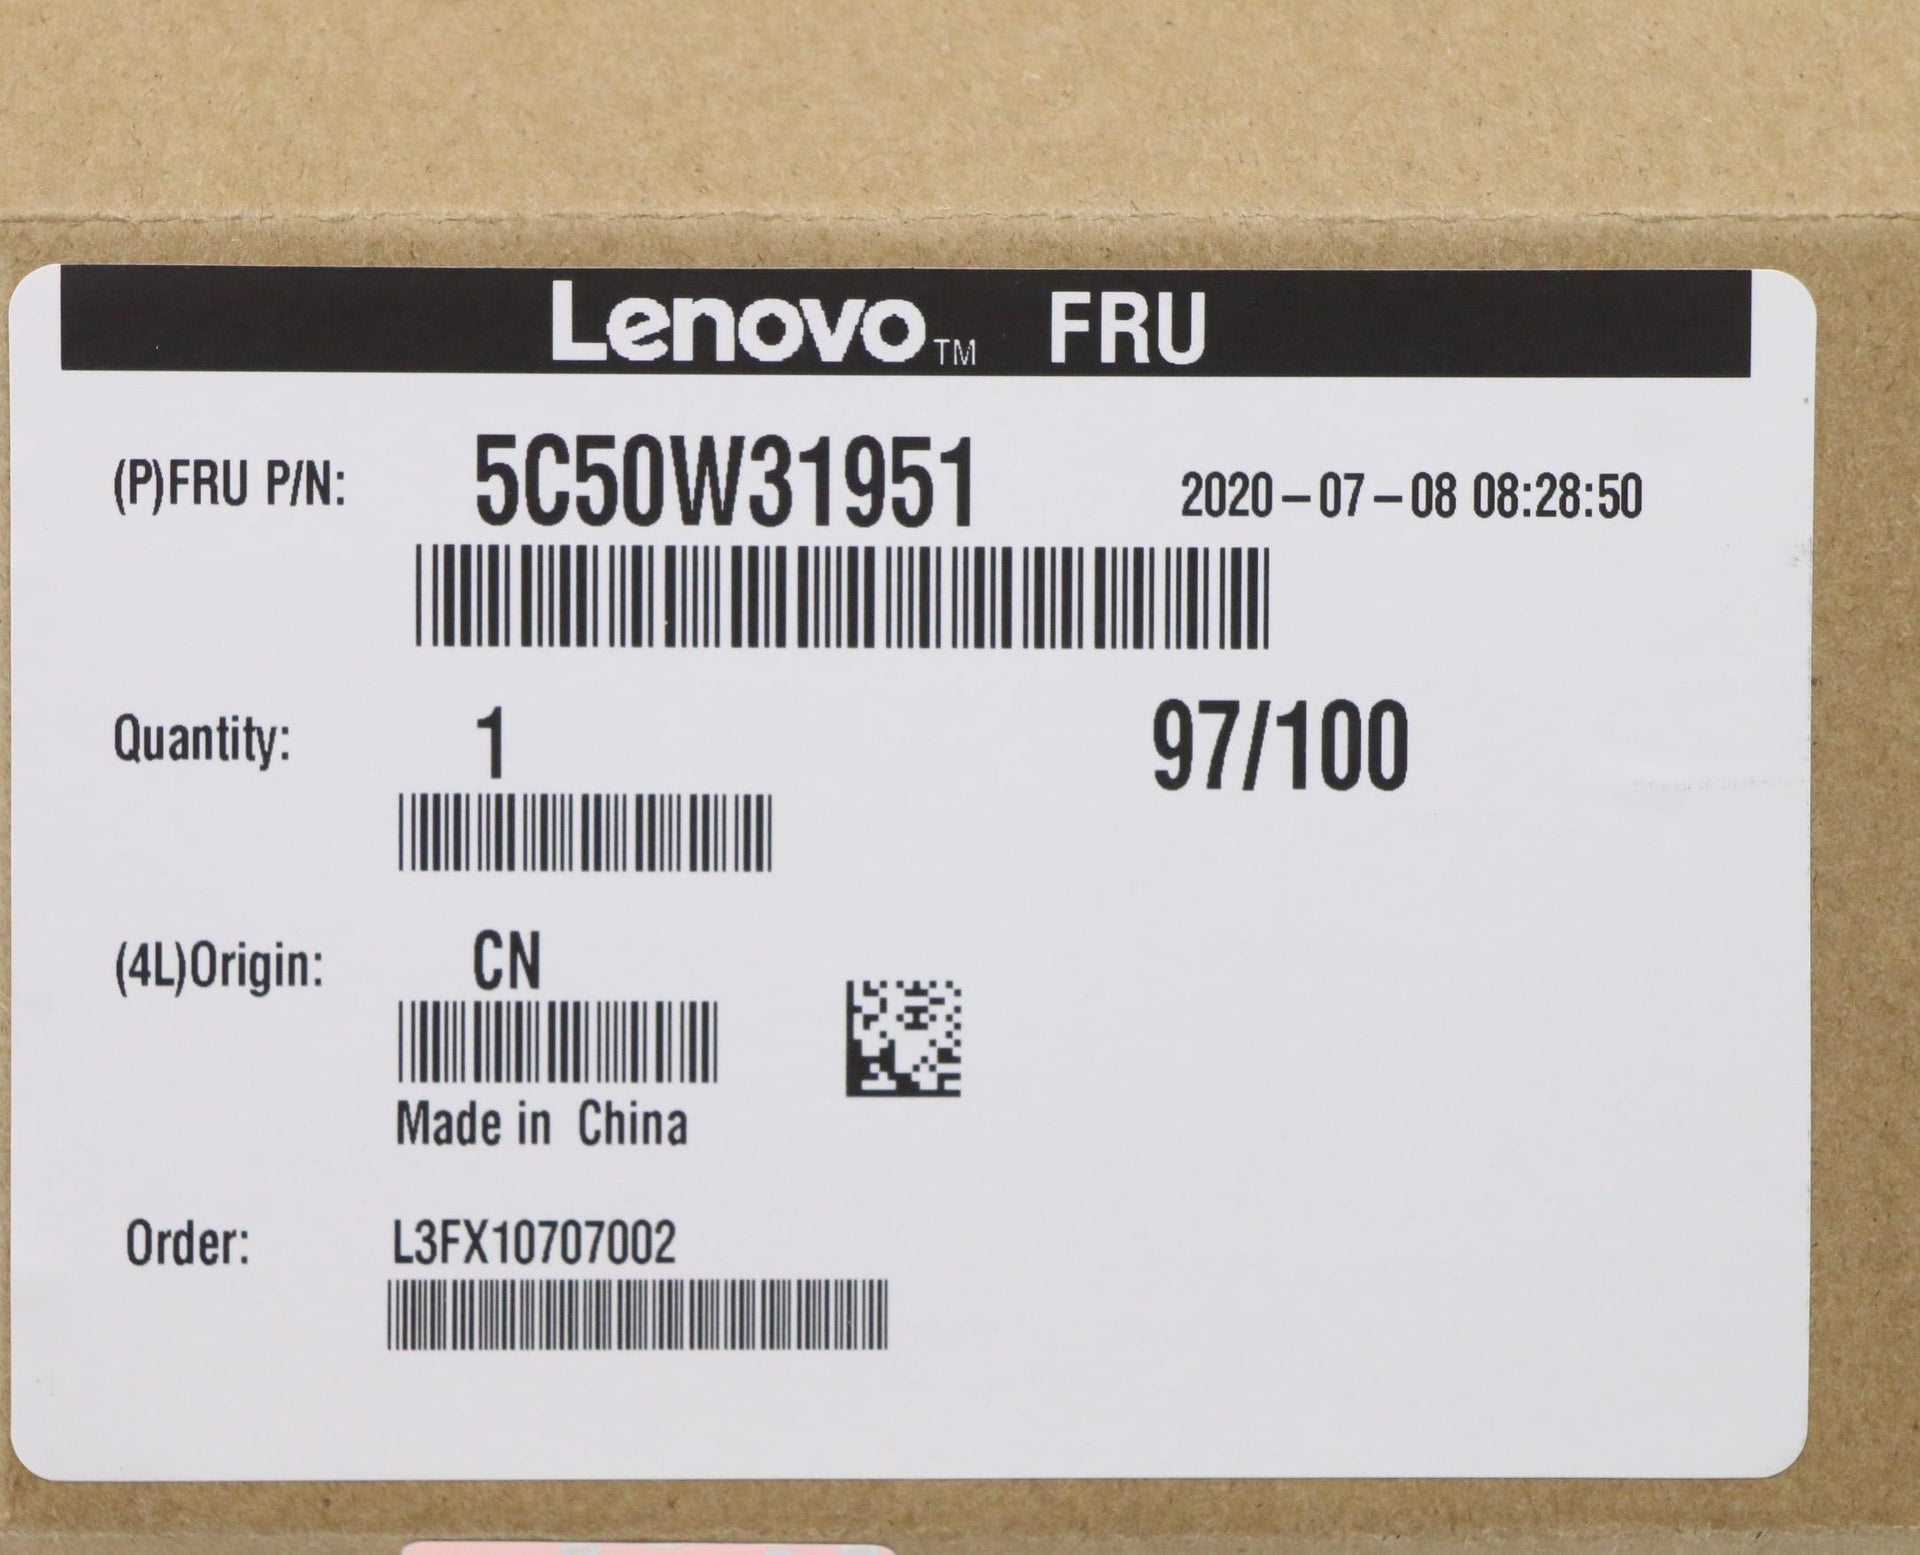 Lenovo™ FRU
(P)FRU P/N: 5C50W31951 2020-07-08 08:28:50
Quantity: 1 97/100
(4L)Origin: CN
Made in China
Order: L3FX10707002